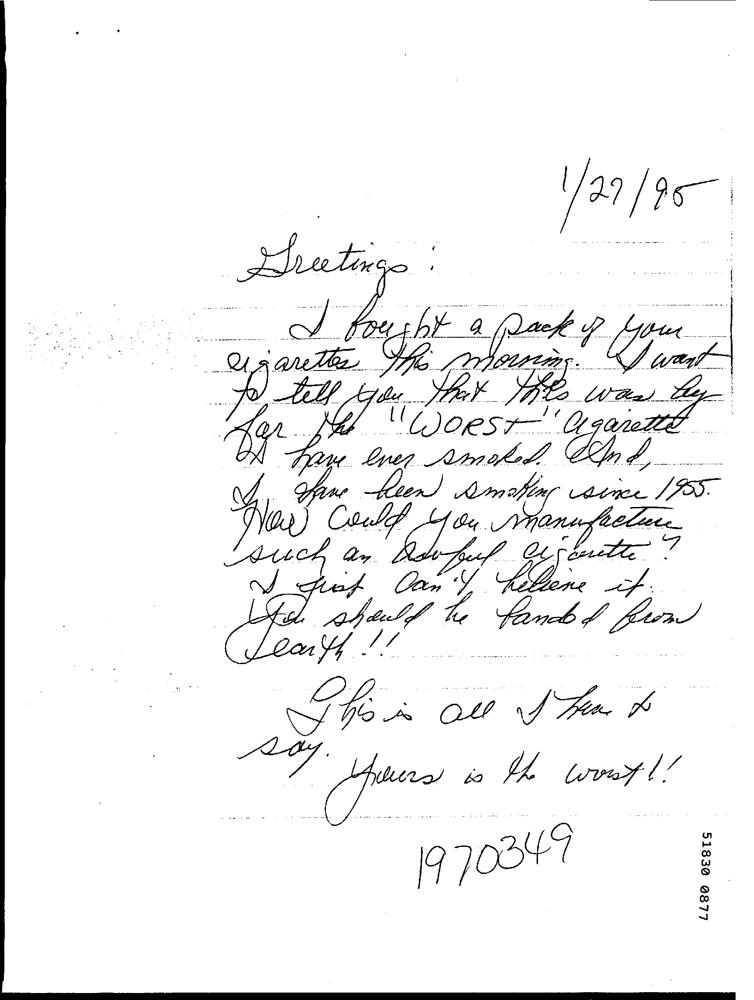 1/27/95
Greetings :
I bought a pack of your
cigarettes this morning. I want
to tell you that this was by
far the "WORST" cigarette
I have ever smoked. And,
I have been smoking since 1955.
How could you manufacture
such an awful cigarette?
I just can't believe it.
You should be banded from
earth!!
This is all I have to
say.
Yours is the worst!!
1970349
51830 0877